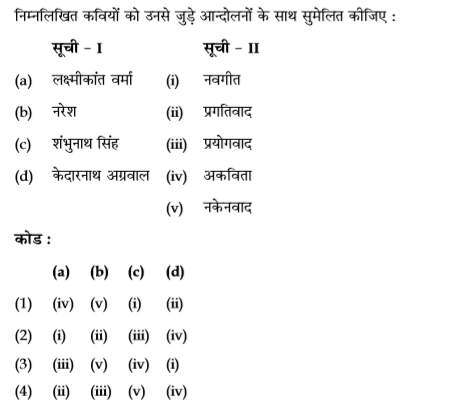 निम्नलिखित कवियों को उनसे जुड़े आन्दोलनों के साथ सुमेलित कीजिए :
सूची – I सूची – II
(a) लक्ष्मीकांत वर्मा (i) नवगीत
(b) नरेश (ii) प्रगतिवाद
(c) शंभुनाथ सिंह (iii) प्रयोगवाद
(d) केदारनाथ अग्रवाल (iv) अकविता
(v) नकेनवाद
कोड :
(a) (b) (c) (d)
(1) (iv) (v) (i) (ii)
(2) (i) (ii) (iii) (iv)
(3) (iii) (v) (iv) (i)
(4) (ii) (iii) (v) (iv)